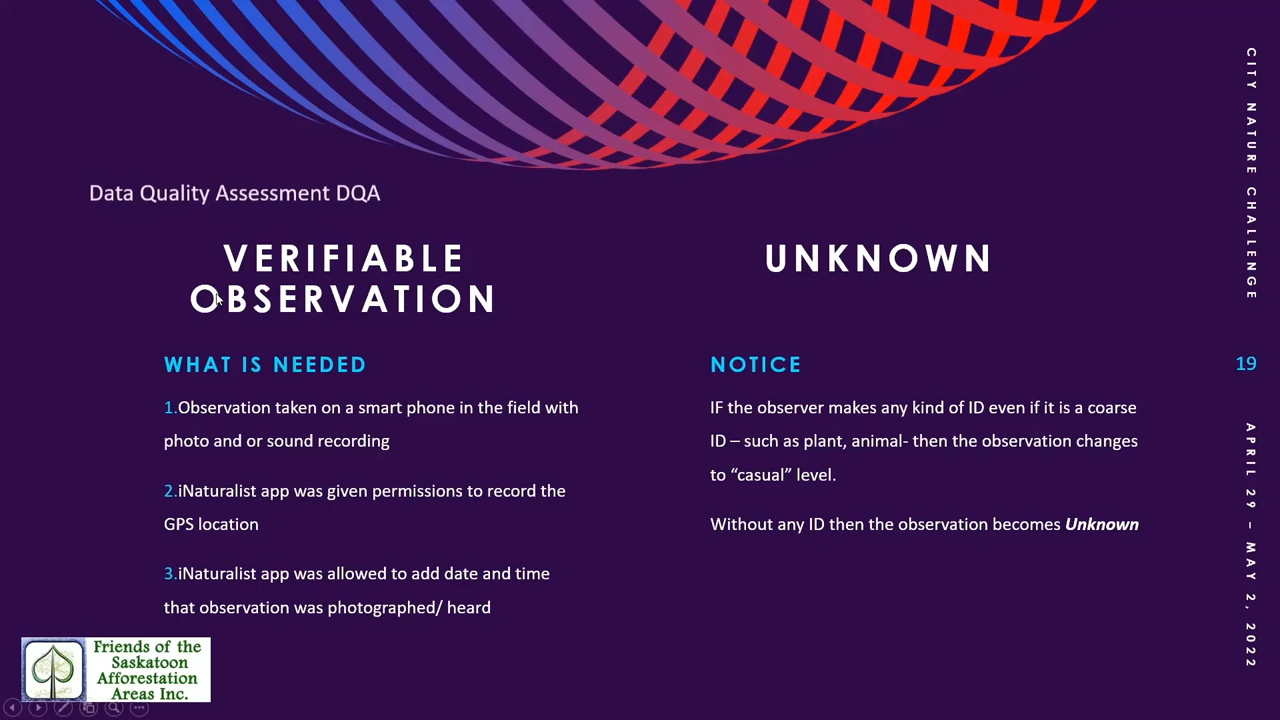 Data Quality Assessment DQA
VERIFIABLE
OBSERVATION
WHAT IS NEEDED
1.Observation taken on a smart phone in the field with
photo and or sound recording
2.iNaturalist app was given permissions to record the
GPS location
3.iNaturalist app was allowed to add date and time
that observation was photographed/ heard
UNKNOWN
NOTICE
IF the observer makes any kind of ID even if it is a coarse
ID – such as plant, animal- then the observation changes
to “casual” level.
Without any ID then the observation becomes Unknown
CITY NATURE CHALLENGE
19
APRIL 29 – MAY 2, 2022
Friends of the
Saskatoon
Afforestation
Areas Inc.